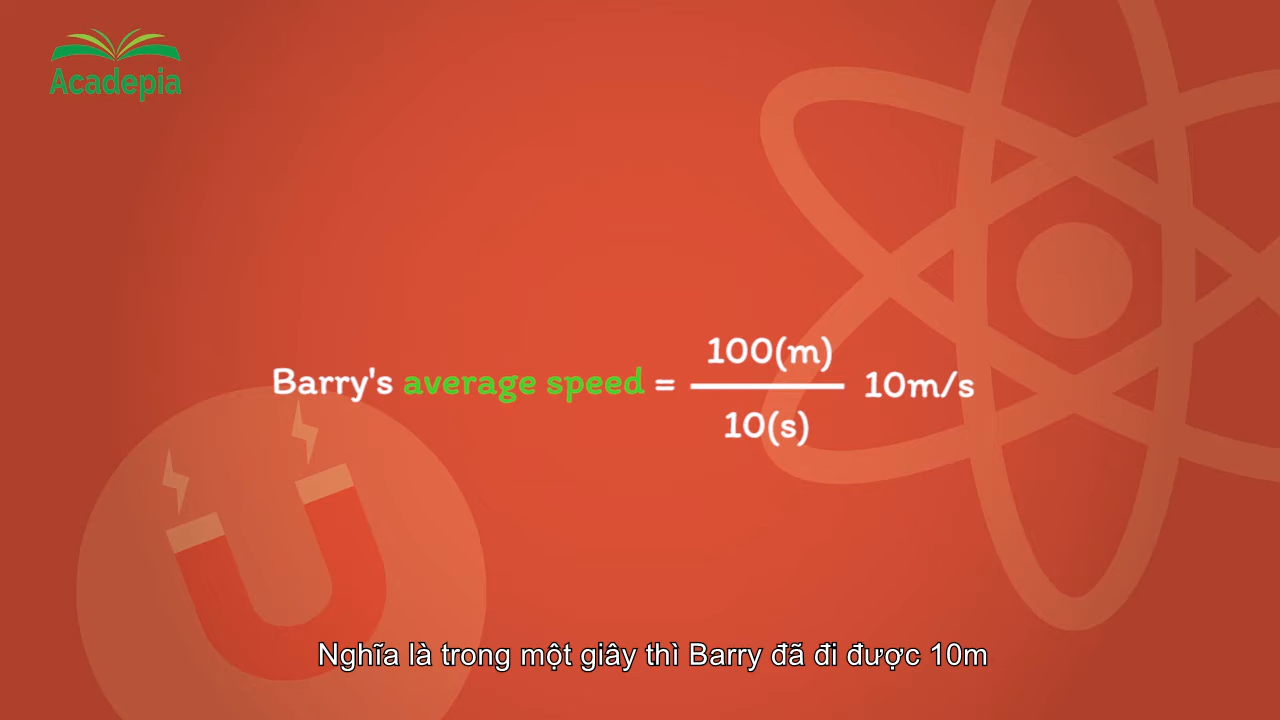 Acadepia
Barry's average speed = 100(m) / 10(s) 10m/s
Nghĩa là trong một giây thì Barry đã đi được 10m